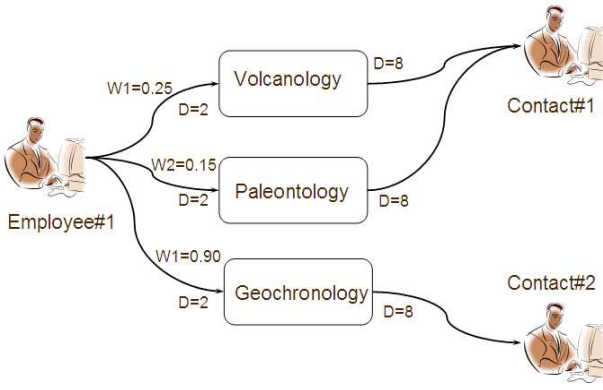 Volcanology
D=8
W1=0.25
D=2
Contact#1
W2=0.15
D=2
Paleontology
D=8
Employee#1
W1=0.90
D=2
Geochronology
D=8
Contact#2